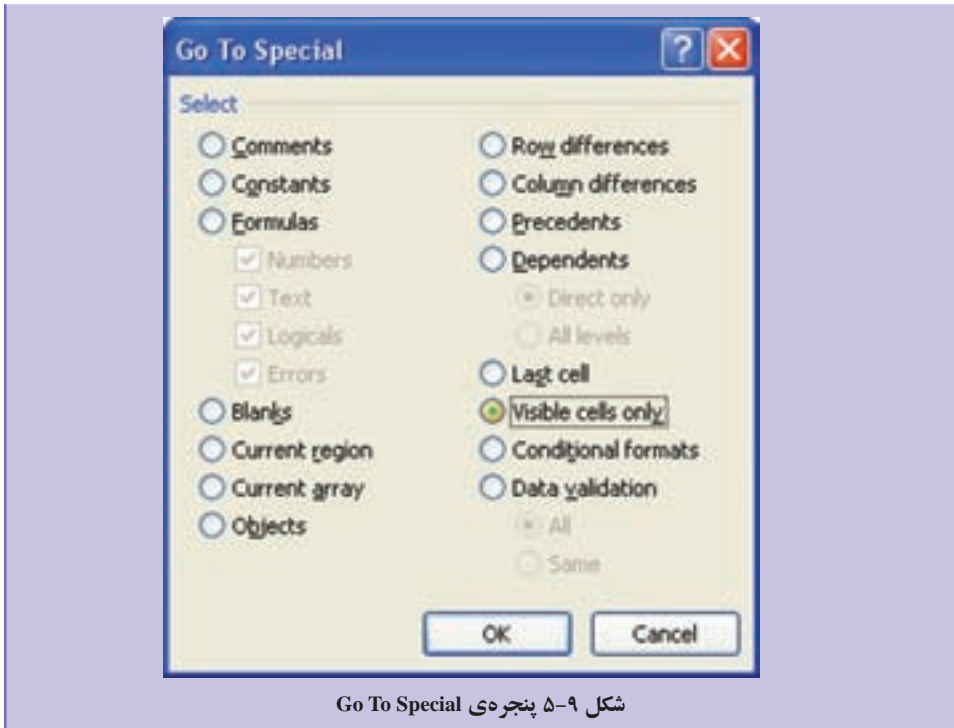 Go To Special
Select
Comments
Constants
Formulas
Numbers
Text
Logicals
Errors
Blanks
Current region
Current array
Objects
Row differences
Column differences
Precedents
Dependents
Direct only
All levels
Last cell
Visible cells only
Conditional formats
Data validation
All
Same
OK
Cancel
شکل ۹-۵ پنجره‌ی Go To Special